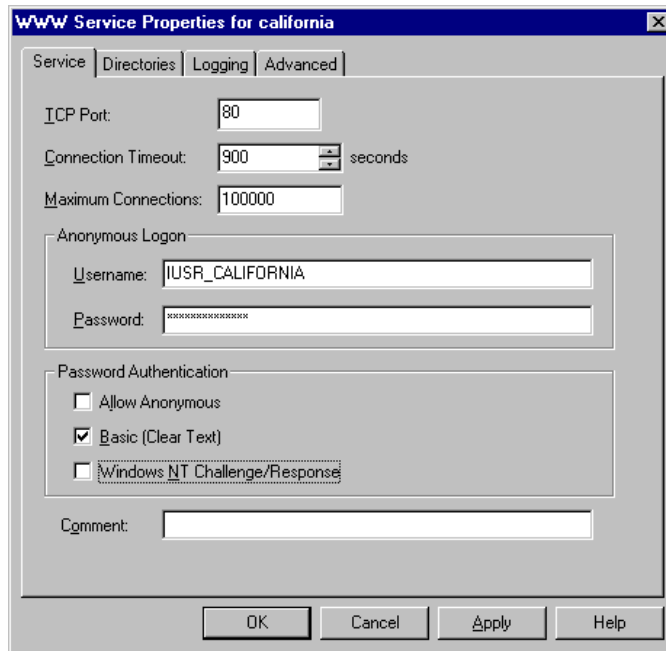 WWW Service Properties for california
Service Directories Logging Advanced
TCP Port: 80
Connection Timeout: 900 seconds
Maximum Connections: 100000
Anonymous Logon
Username: IUSR_CALIFORNIA
Password: **************
Password Authentication
Allow Anonymous
Basic (Clear Text)
Windows NT Challenge/Response
Comment:
OK Cancel Apply Help